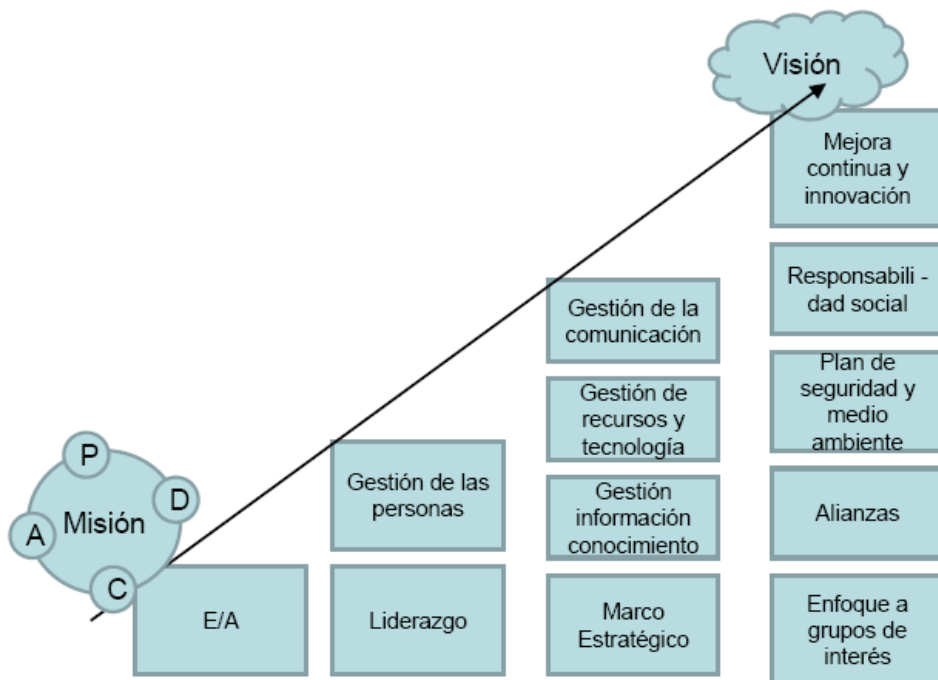 Visión
Mejora
continua y
innovación
Responsabili -
dad social
Gestión de la
comunicación
Plan de
seguridad y
medio
ambiente
Gestión de
recursos y
tecnología
P
D
Misión
A
C
Gestión de las
personas
Gestión
información
conocimiento
Alianzas
E/A
Liderazgo
Marco
Estratégico
Enfoque a
grupos de
interés